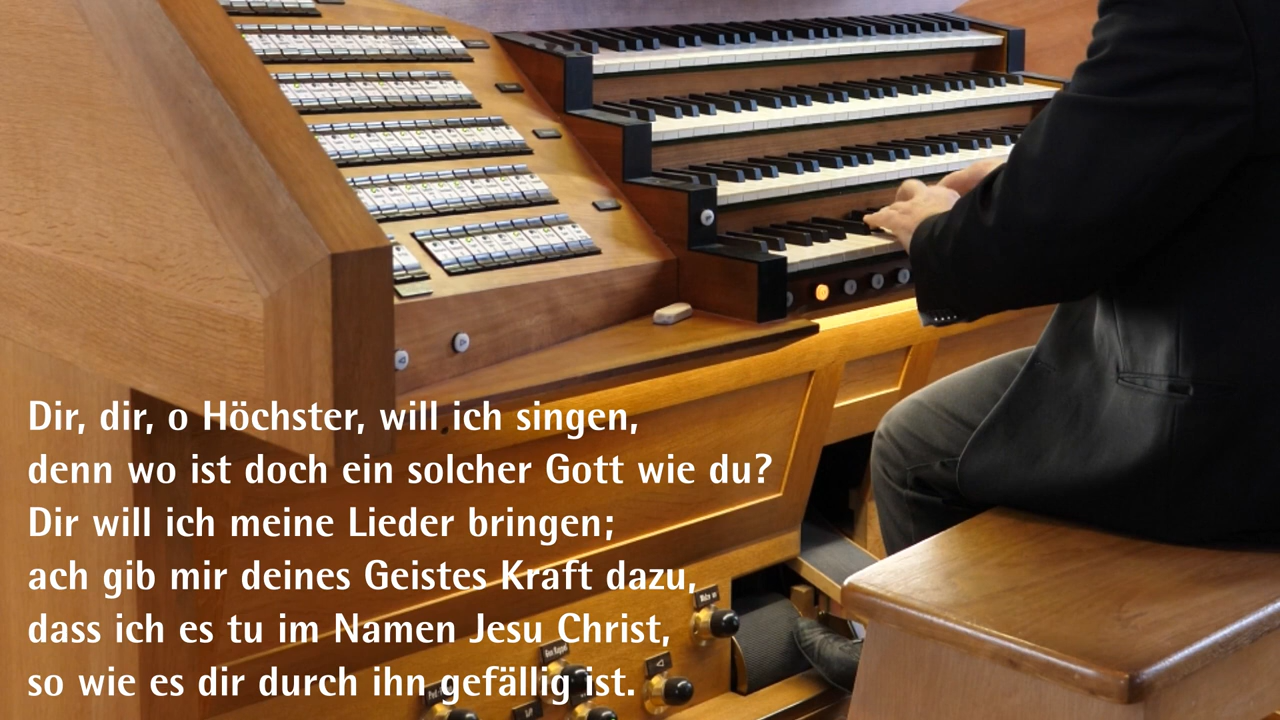 Dir, dir, o Höchster, will ich singen,
denn wo ist doch ein solcher Gott wie du?
Dir will ich meine Lieder bringen;
ach gib mir deines Geistes Kraft dazu,
dass ich es tu im Namen Jesu Christ,
so wie es dir durch ihn gefällig ist.